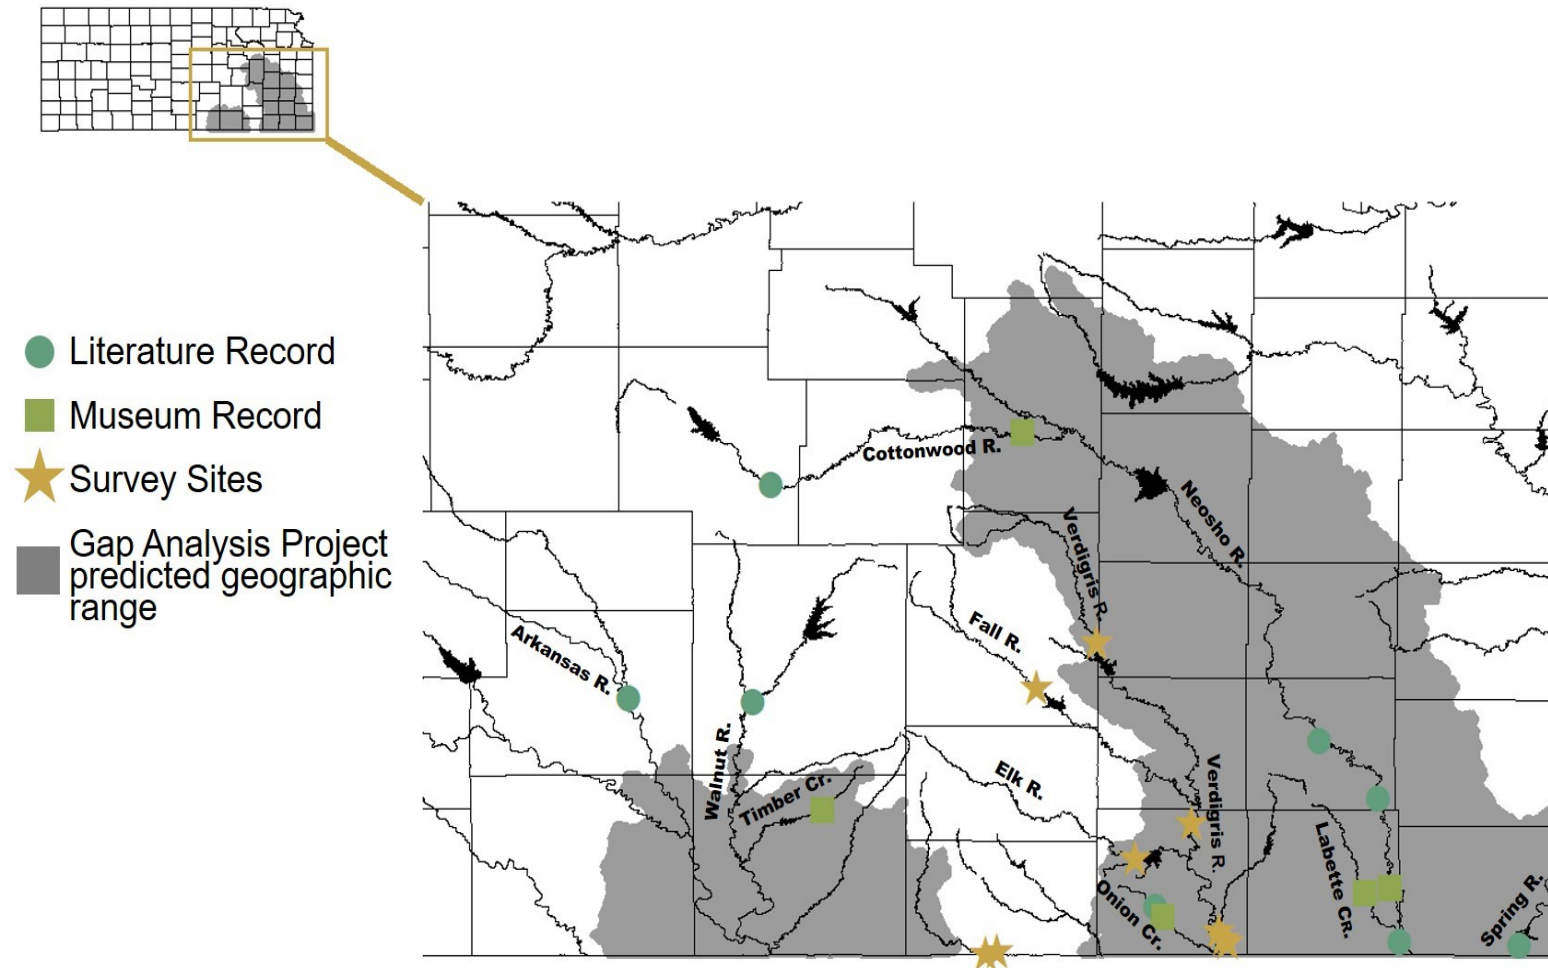 Literature Record
Museum Record
Survey Sites
Gap Analysis Project
predicted geographic
range
Cottonwood R.
Neosho R.
Verdigris R.
Fall R.
Arkansas R.
Walnut R.
Timber Cr.
Elk R.
Verdigris R.
Onion Cr.
Labette Cr.
Spring R.